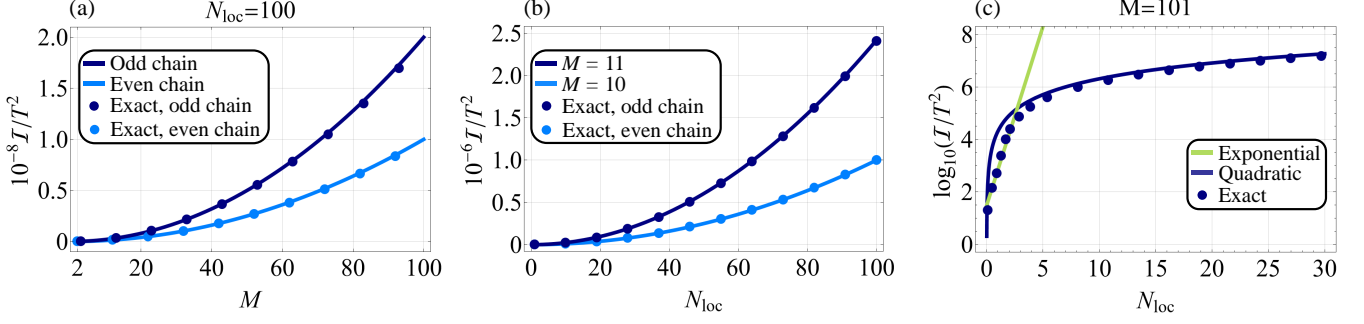 (a)
N_loc=100
10^-8 I/T^2
2.0
1.5
1.0
0.5
0
Odd chain
Even chain
Exact, odd chain
Exact, even chain
2 20 40 60 80 100
M
(b)
10^-6 I/T^2
2.5
2.0
1.5
1.0
0.5
0.0
M = 11
M = 10
Exact, odd chain
Exact, even chain
0 20 40 60 80 100
N_loc
(c)
M=101
log_10(I/T^2)
8
6
4
2
0
Exponential
Quadratic
Exact
0 5 10 15 20 25 30
N_loc